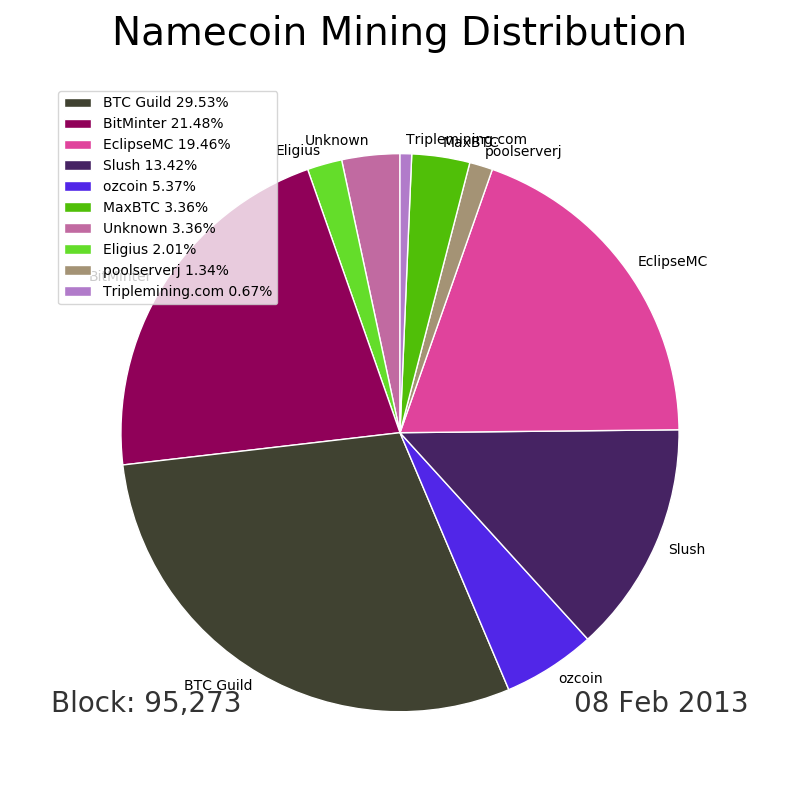 Namecoin Mining Distribution
BTC Guild 29.53%
BitMinter 21.48%
EclipseMC 19.46%
Slush 13.42%
ozcoin 5.37%
MaxBTC 3.36%
Unknown 3.36%
Eligius 2.01%
poolserverj 1.34%
Triplemining.com 0.67%
Triplemining.com
MaxBTC
poolserverj
Unknown
Eligius
EclipseMC
BitMinter
Slush
ozcoin
BTC Guild
Block: 95,273
08 Feb 2013